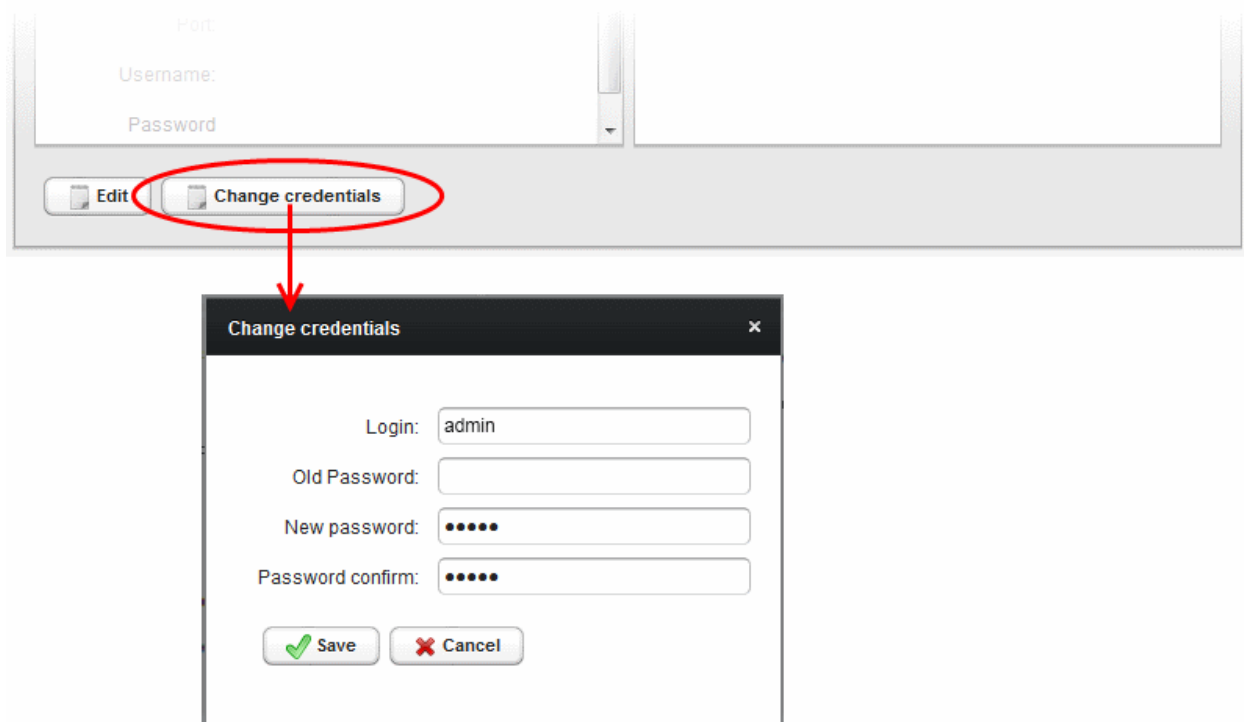 Port
Username:
Password
Edit
Change credentials
Change credentials
Login: admin
Old Password:
New password: •••••
Password confirm: •••••
Save
Cancel